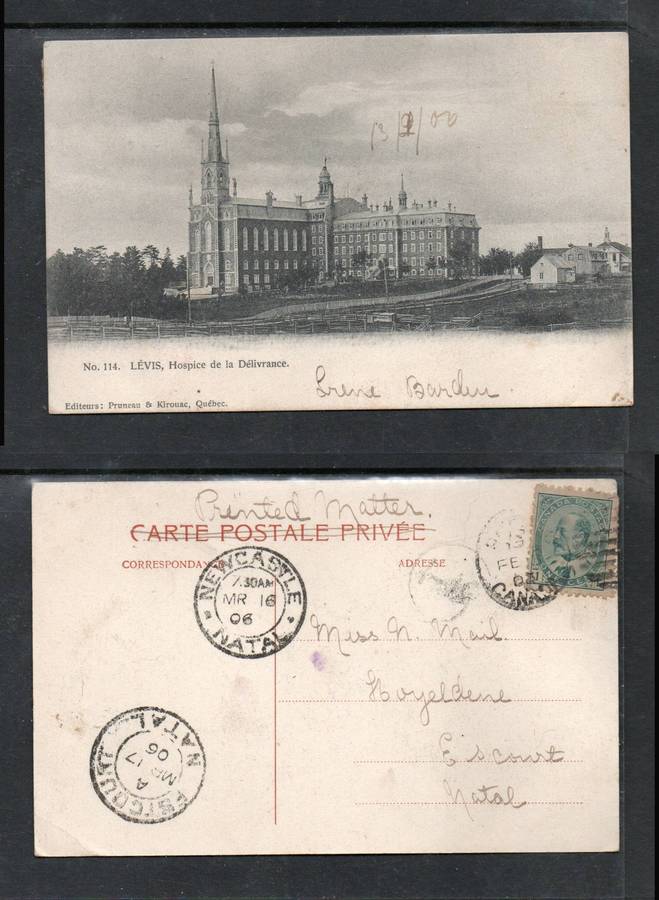 13/2/06
No. 114. LÉVIS, Hospice de la Délivrance.
Irene Barden.
Editeurs: Pruneau & Kirouac, Québec.
Printed Matter.
CARTE POSTALE PRIVÉE
CORRESPONDANCE
ADRESSE
NEWCASTLE
7.30AM
MR 16
06
NATAL
FE
CANADA
CANADA POSTAGE
Miss N. Mail.
Hoyeldene
Escourt
Natal
ESTCOURT
A
MR 17
06
NATAL